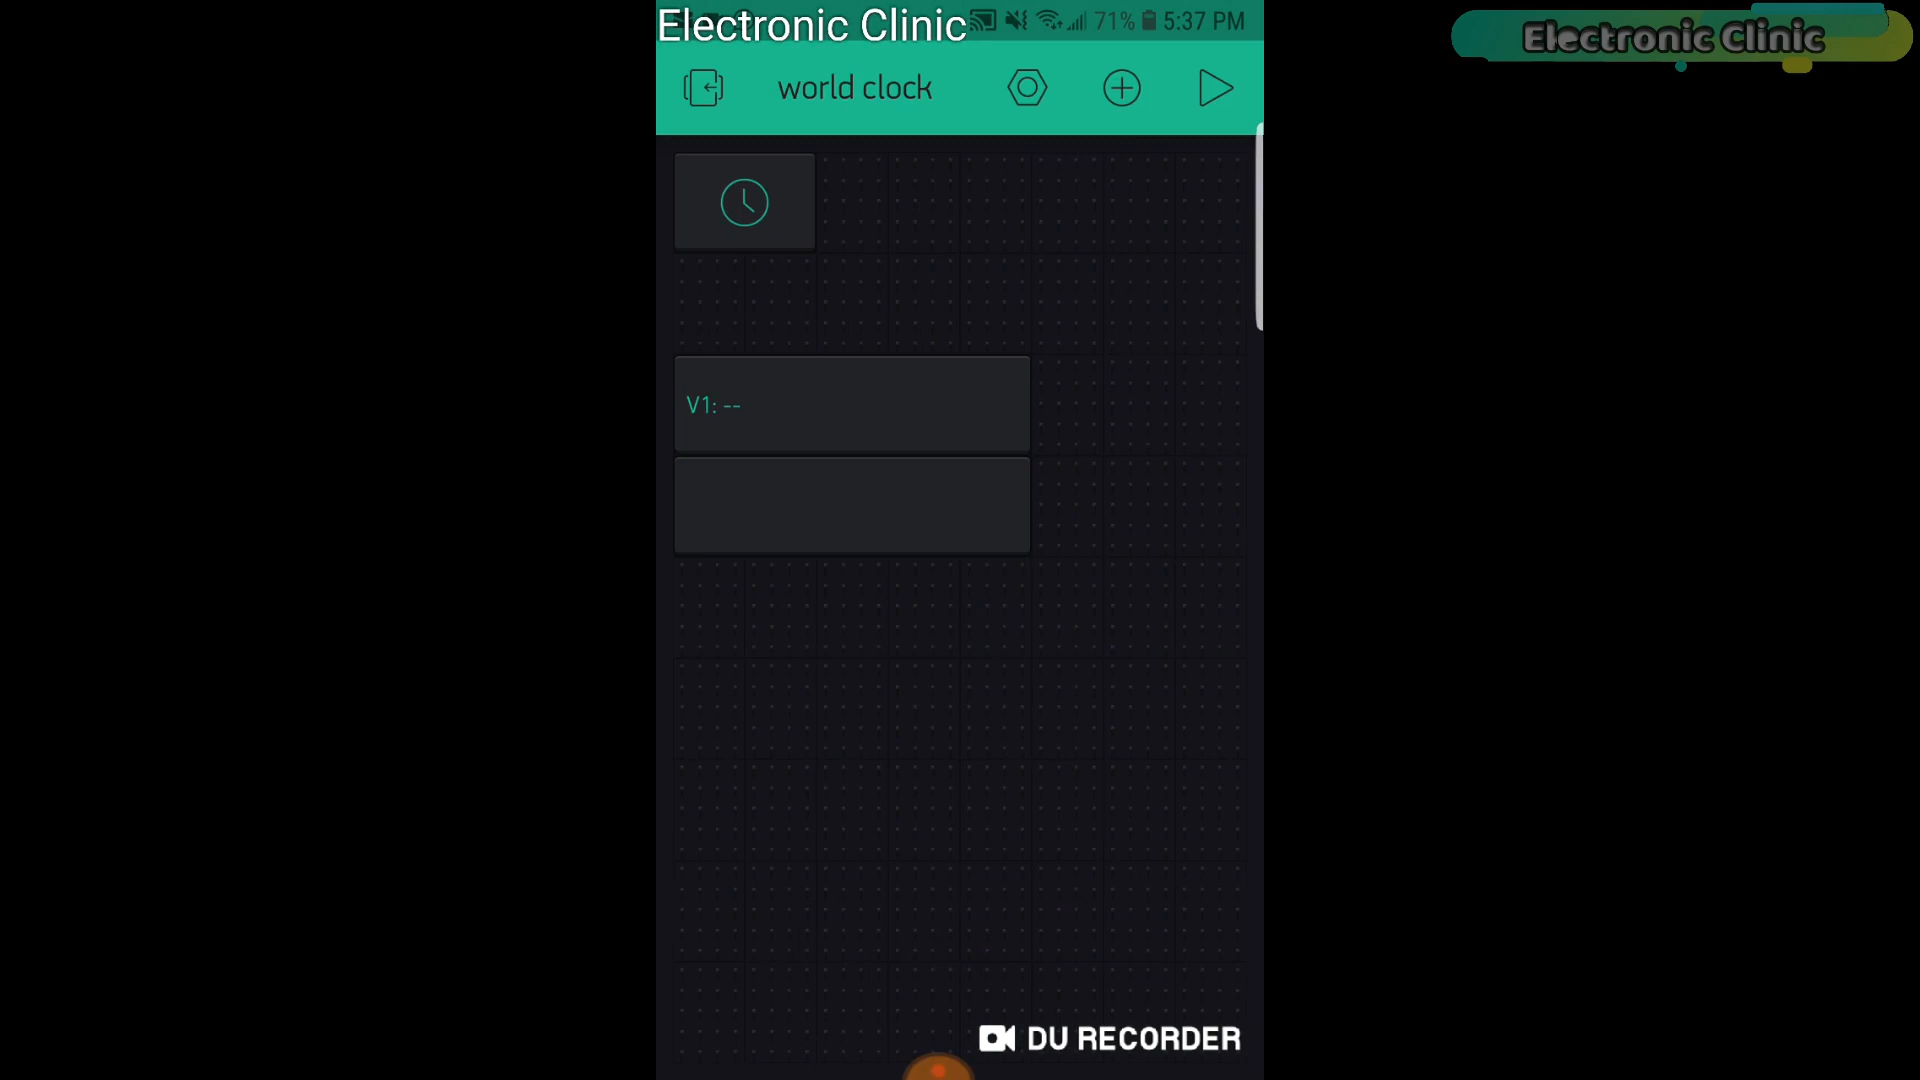 Electronic Clinic
71% 5:37 PM
Electronic Clinic
world clock
V1: --
DU RECORDER